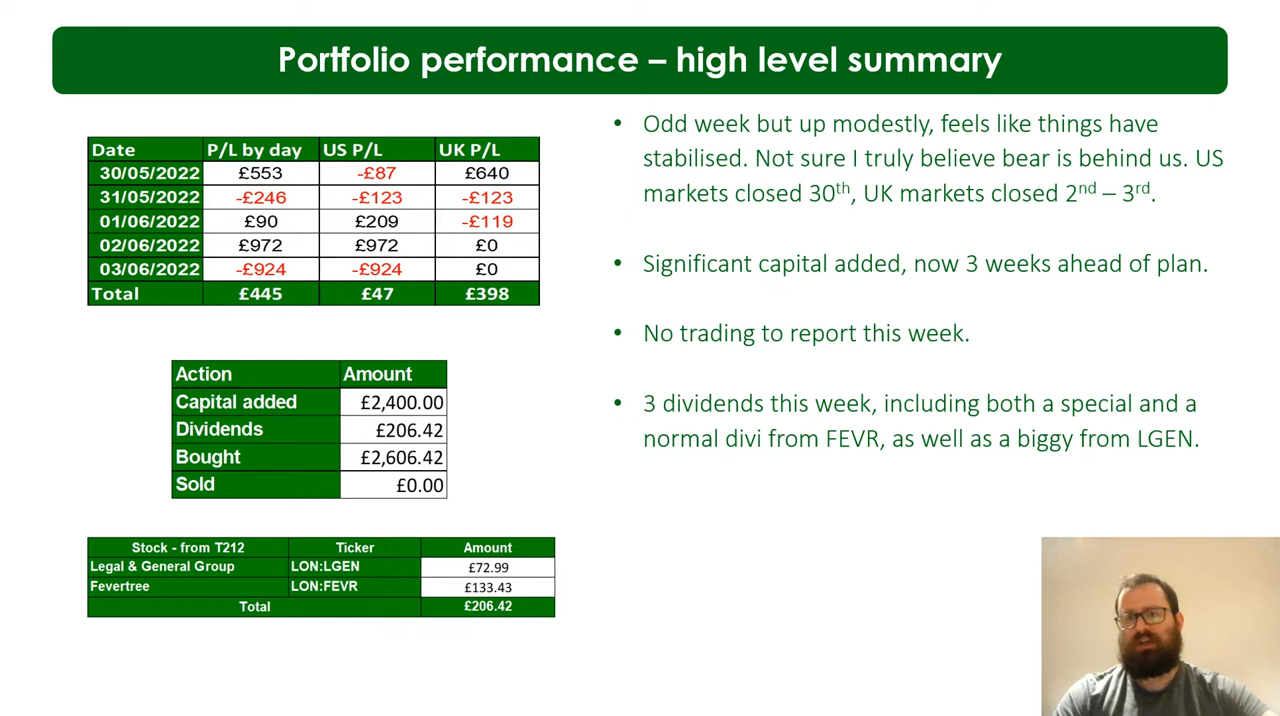 Portfolio performance – high level summary
Date P/L by day US P/L UK P/L
30/05/2022 £553 -£87 £640
31/05/2022 -£246 -£123 -£123
01/06/2022 £90 £209 -£119
02/06/2022 £972 £972 £0
03/06/2022 -£924 -£924 £0
Total £445 £47 £398
Action Amount
Capital added £2,400.00
Dividends £206.42
Bought £2,606.42
Sold £0.00
Stock - from T212 Ticker Amount
Legal & General Group LON:LGEN £72.99
Fevertree LON:FEVR £133.43
Total £206.42
• Odd week but up modestly, feels like things have
stabilised. Not sure I truly believe bear is behind us. US
markets closed 30th, UK markets closed 2nd – 3rd.
• Significant capital added, now 3 weeks ahead of plan.
• No trading to report this week.
• 3 dividends this week, including both a special and a
normal divi from FEVR, as well as a biggy from LGEN.